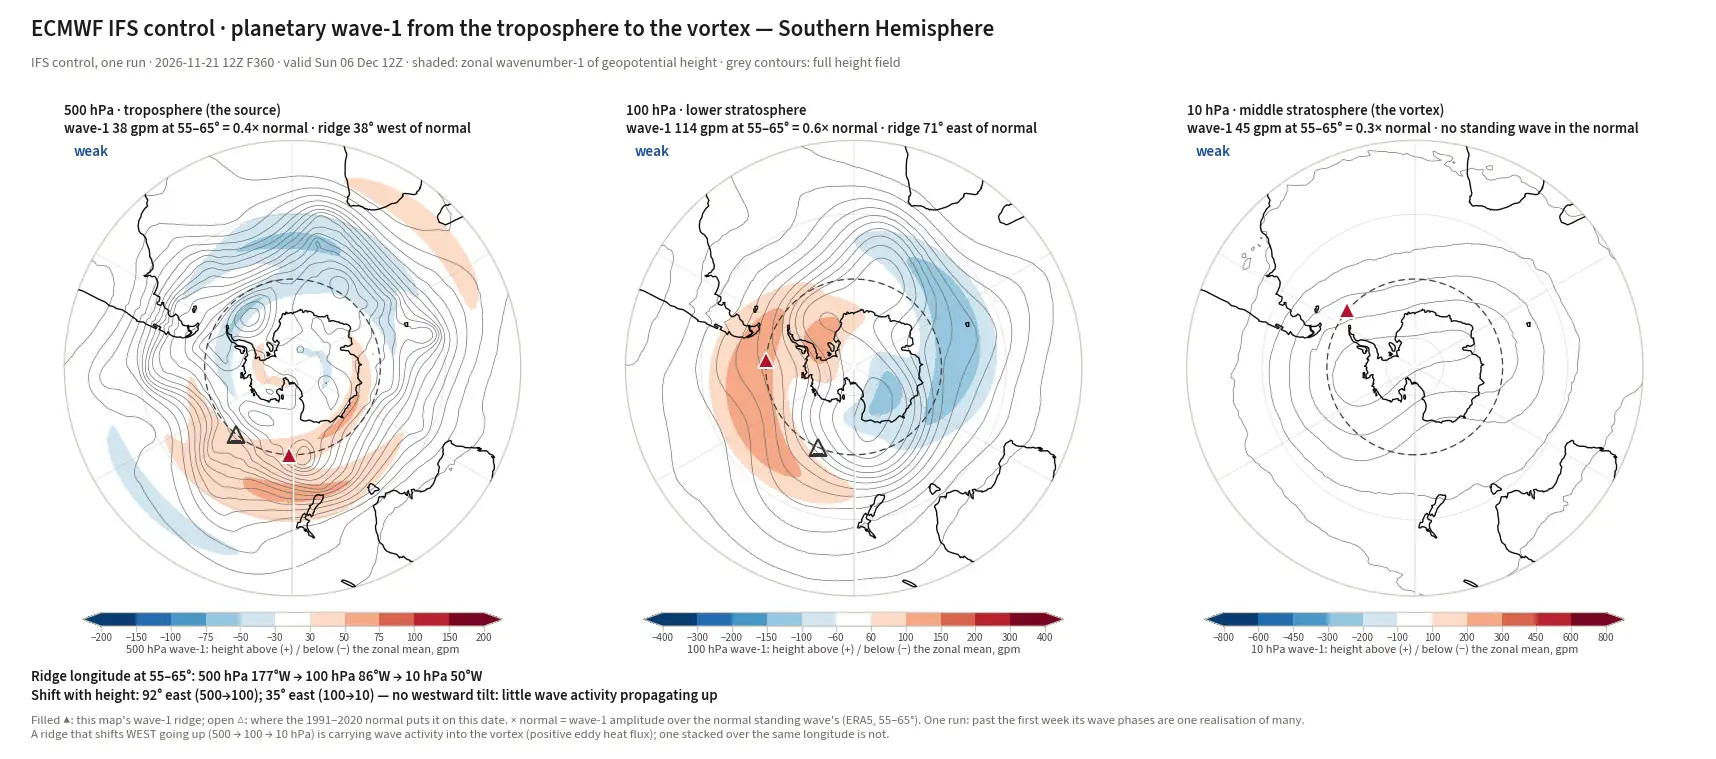 ECMWF IFS control · planetary wave-1 from the troposphere to the vortex — Southern Hemisphere
IFS control, one run · 2026-11-21 12Z F360 · valid Sun 06 Dec 12Z · shaded: zonal wavenumber-1 of geopotential height · grey contours: full height field
500 hPa · troposphere (the source)
wave-1 38 gpm at 55–65° = 0.4× normal · ridge 38° west of normal
weak
100 hPa · lower stratosphere
wave-1 114 gpm at 55–65° = 0.6× normal · ridge 71° east of normal
weak
10 hPa · middle stratosphere (the vortex)
wave-1 45 gpm at 55–65° = 0.3× normal · no standing wave in the normal
weak
−200 −150 −100 −75 −50 −30 30 50 75 100 150 200
500 hPa wave-1: height above (+) / below (−) the zonal mean, gpm
−400 −300 −200 −150 −100 −60 60 100 150 200 300 400
100 hPa wave-1: height above (+) / below (−) the zonal mean, gpm
−800 −600 −450 −300 −200 −100 100 200 300 450 600 800
10 hPa wave-1: height above (+) / below (−) the zonal mean, gpm
Ridge longitude at 55–65°: 500 hPa 177°W → 100 hPa 86°W → 10 hPa 50°W
Shift with height: 92° east (500→100); 35° east (100→10) — no westward tilt: little wave activity propagating up
Filled ▲: this map's wave-1 ridge; open △: where the 1991–2020 normal puts it on this date. × normal = wave-1 amplitude over the normal standing wave's (ERA5, 55–65°). One run: past the first week its wave phases are one realisation of many.
A ridge that shifts WEST going up (500 → 100 → 10 hPa) is carrying wave activity into the vortex (positive eddy heat flux); one stacked over the same longitude is not.